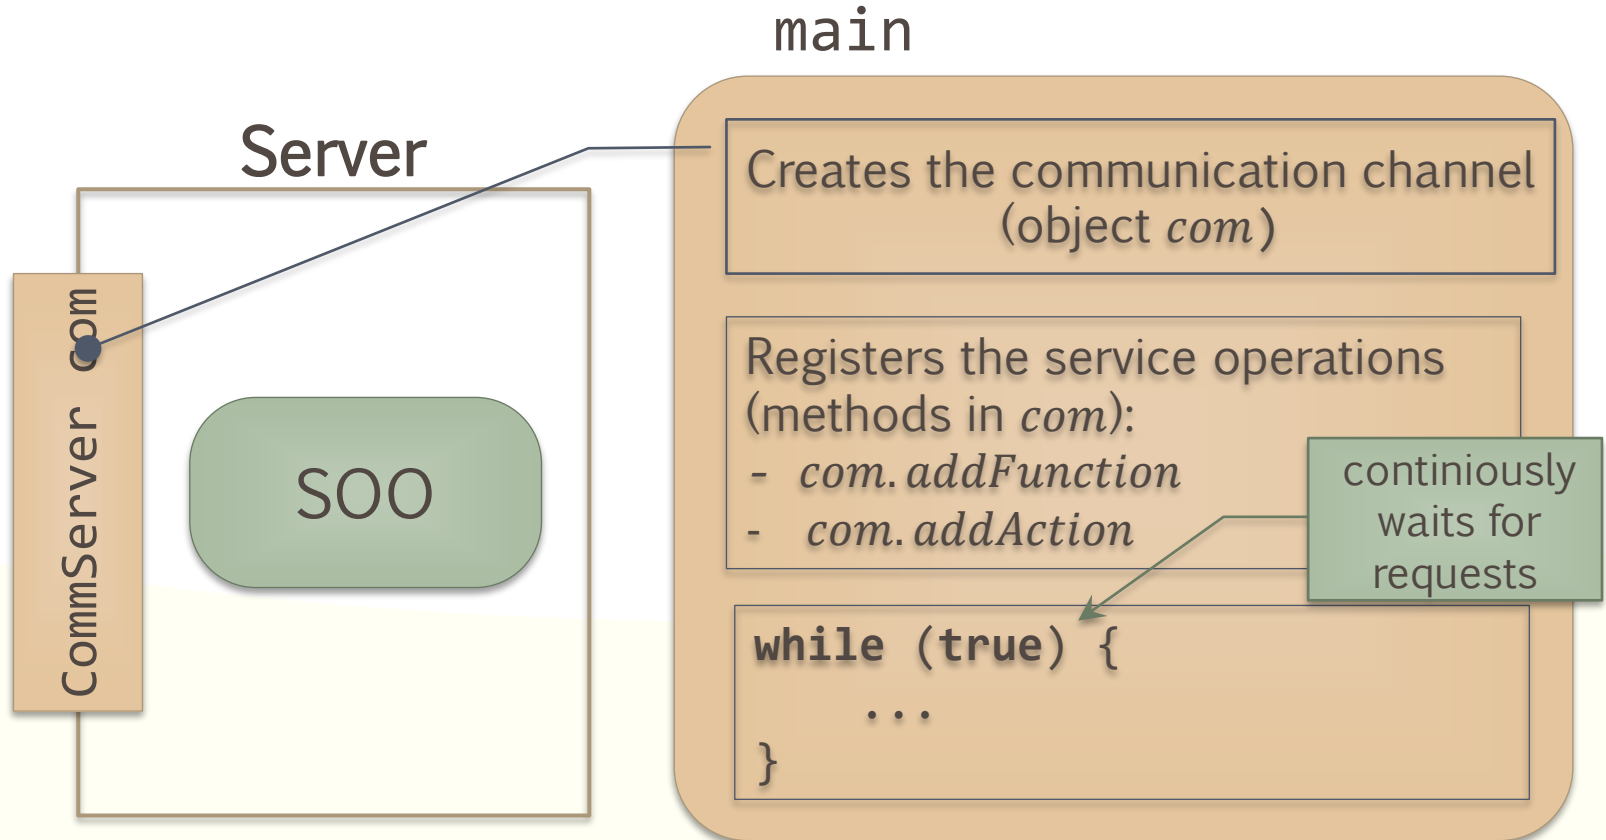 main
Server
CommServer com
SOO
Creates the communication channel
(object com)
Registers the service operations
(methods in com):
- com.addFunction
- com.addAction
continiously
waits for
requests
while (true) {
...
}